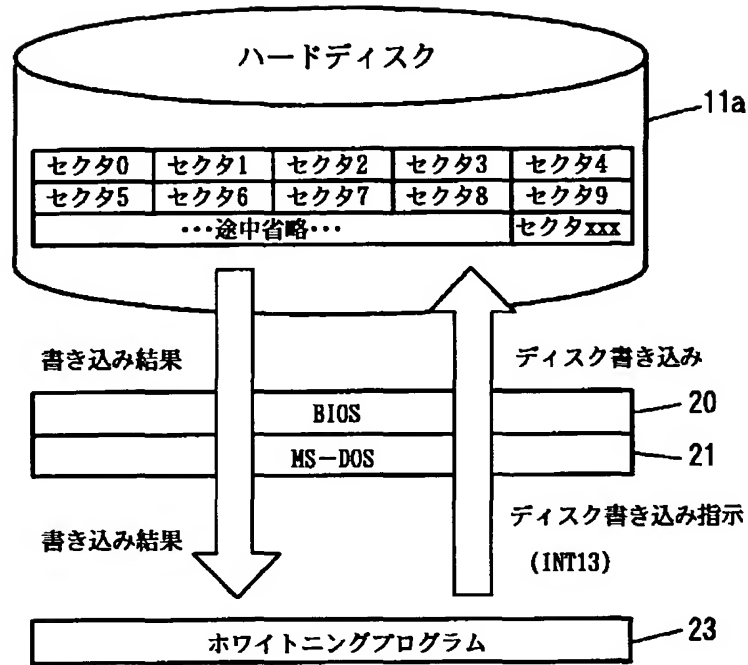 ハードディスク
11a
セクタ0 セクタ1 セクタ2 セクタ3 セクタ4
セクタ5 セクタ6 セクタ7 セクタ8 セクタ9
…途中省略… セクタxxx
書き込み結果 ディスク書き込み
BIOS 20
MS-DOS 21
書き込み結果 ディスク書き込み指示
(INT13)
ホワイトニングプログラム 23